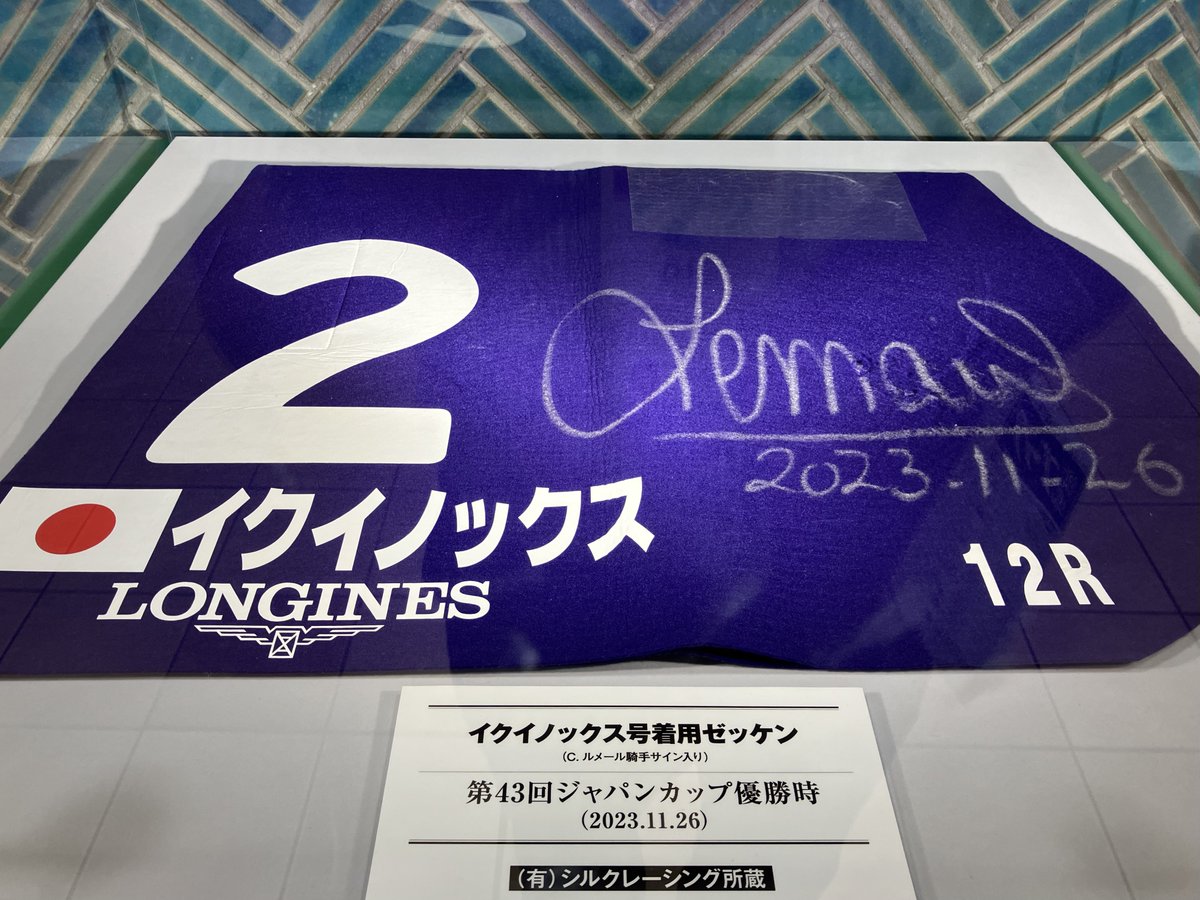 2
Lemaire
2023-11-26
イクイノックス
LONGINES
12R
イクイノックス号着用ゼッケン
(C. ルメール騎手サイン入り)
第43回ジャパンカップ優勝時
(2023.11.26)
(有)シルクレーシング所蔵